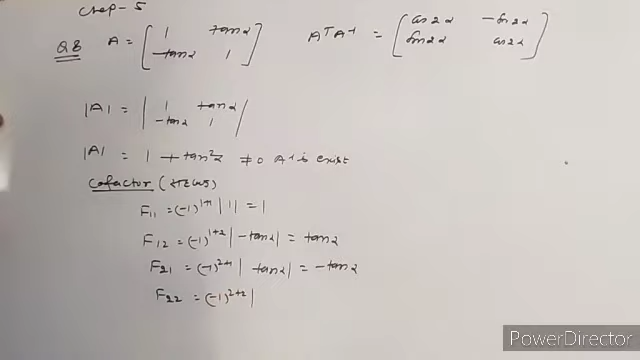 Chep-5
Q8 A = [ 1 tanα
-tanα 1 ] AᵀA⁻¹ = [ cos2α -sin2α
sin2α cos2α ]
|A| = | 1 tanα
-tanα 1 |
|A| = 1 + tan²α ≠0 A⁻¹ is exist
Cofactor
F₁₁ = (-1)¹⁺¹ |1| = 1
F₁₂ = (-1)¹⁺² |-tanα| = tanα
F₂₁ = (-1)²⁺¹ | tanα| = -tanα
F₂₂ = (-1)²⁺² |
PowerDirector